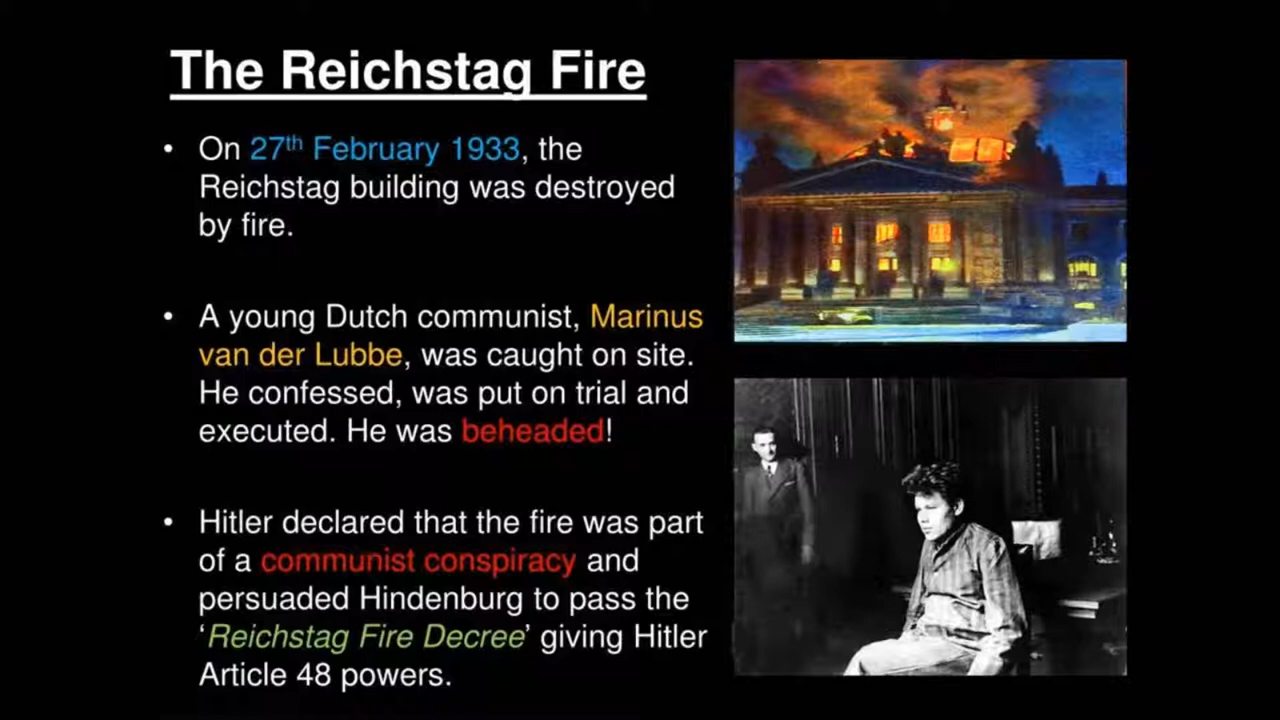 The Reichstag Fire
• On 27th February 1933, the
Reichstag building was destroyed
by fire.
• A young Dutch communist, Marinus
van der Lubbe, was caught on site.
He confessed, was put on trial and
executed. He was beheaded!
• Hitler declared that the fire was part
of a communist conspiracy and
persuaded Hindenburg to pass the
‘Reichstag Fire Decree’ giving Hitler
Article 48 powers.